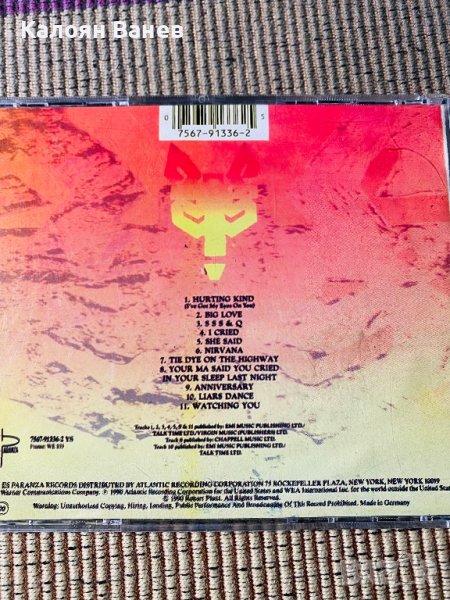 Калоян Ванев
0 5
7567-91336-2
1. HURTING KIND
(I've Got My Eyes On You)
2. BIG LOVE
3. S S S & Q
4. I CRIED
5. SHE SAID
6. NIRVANA
7. TIE DYE ON THE HIGHWAY
8. YOUR MA SAID YOU CRIED
IN YOUR SLEEP LAST NIGHT
9. ANNIVERSARY
10. LIARS DANCE
11. WATCHING YOU
Tracks 1, 2, 3, 4, 5, 9 & 11 published by: EMI MUSIC PUBLISHING LTD./
TALK TIME LTD./VIRGIN MUSIC (PUBLISHERS) LTD.
Track 8 published by: CHAPPELL MUSIC LTD.
Track 10 published by: EMI MUSIC PUBLISHING LTD./
TALK TIME LTD.
7567-91336-2 YS
France: WE 833
ES PARANZA RECORDS DISTRIBUTED BY ATLANTIC RECORDING CORPORATION 75 ROCKEFELLER PLAZA, NEW YORK, NEW YORK 10019
Warner Communications Company. ℗ 1990 Atlantic Recording Corporation for the United States and WEA International Inc. for the world outside the United
© 1990 Robert Plant. All Rights Reserved.
Warning: Unauthorised Copying, Hiring, Lending, Public Performance And Broadcasting Of This Record Prohibited. Made in Germany